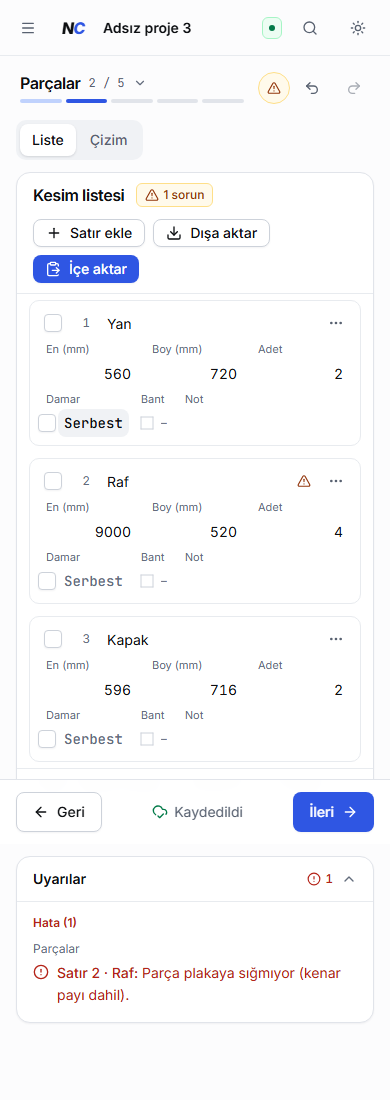 NC Adsız proje 3
Parçalar 2 / 5
Liste Çizim
Kesim listesi 1 sorun
Satır ekle Dışa aktar
İçe aktar
1 Yan
En (mm) Boy (mm) Adet
560 720 2
Damar Bant Not
Serbest –
2 Raf
En (mm) Boy (mm) Adet
9000 520 4
Damar Bant Not
Serbest –
3 Kapak
En (mm) Boy (mm) Adet
596 716 2
Damar Bant Not
Serbest –
Geri Kaydedildi İleri
Uyarılar 1
Hata (1)
Parçalar
Satır 2 · Raf: Parça plakaya sığmıyor (kenar
payı dahil).